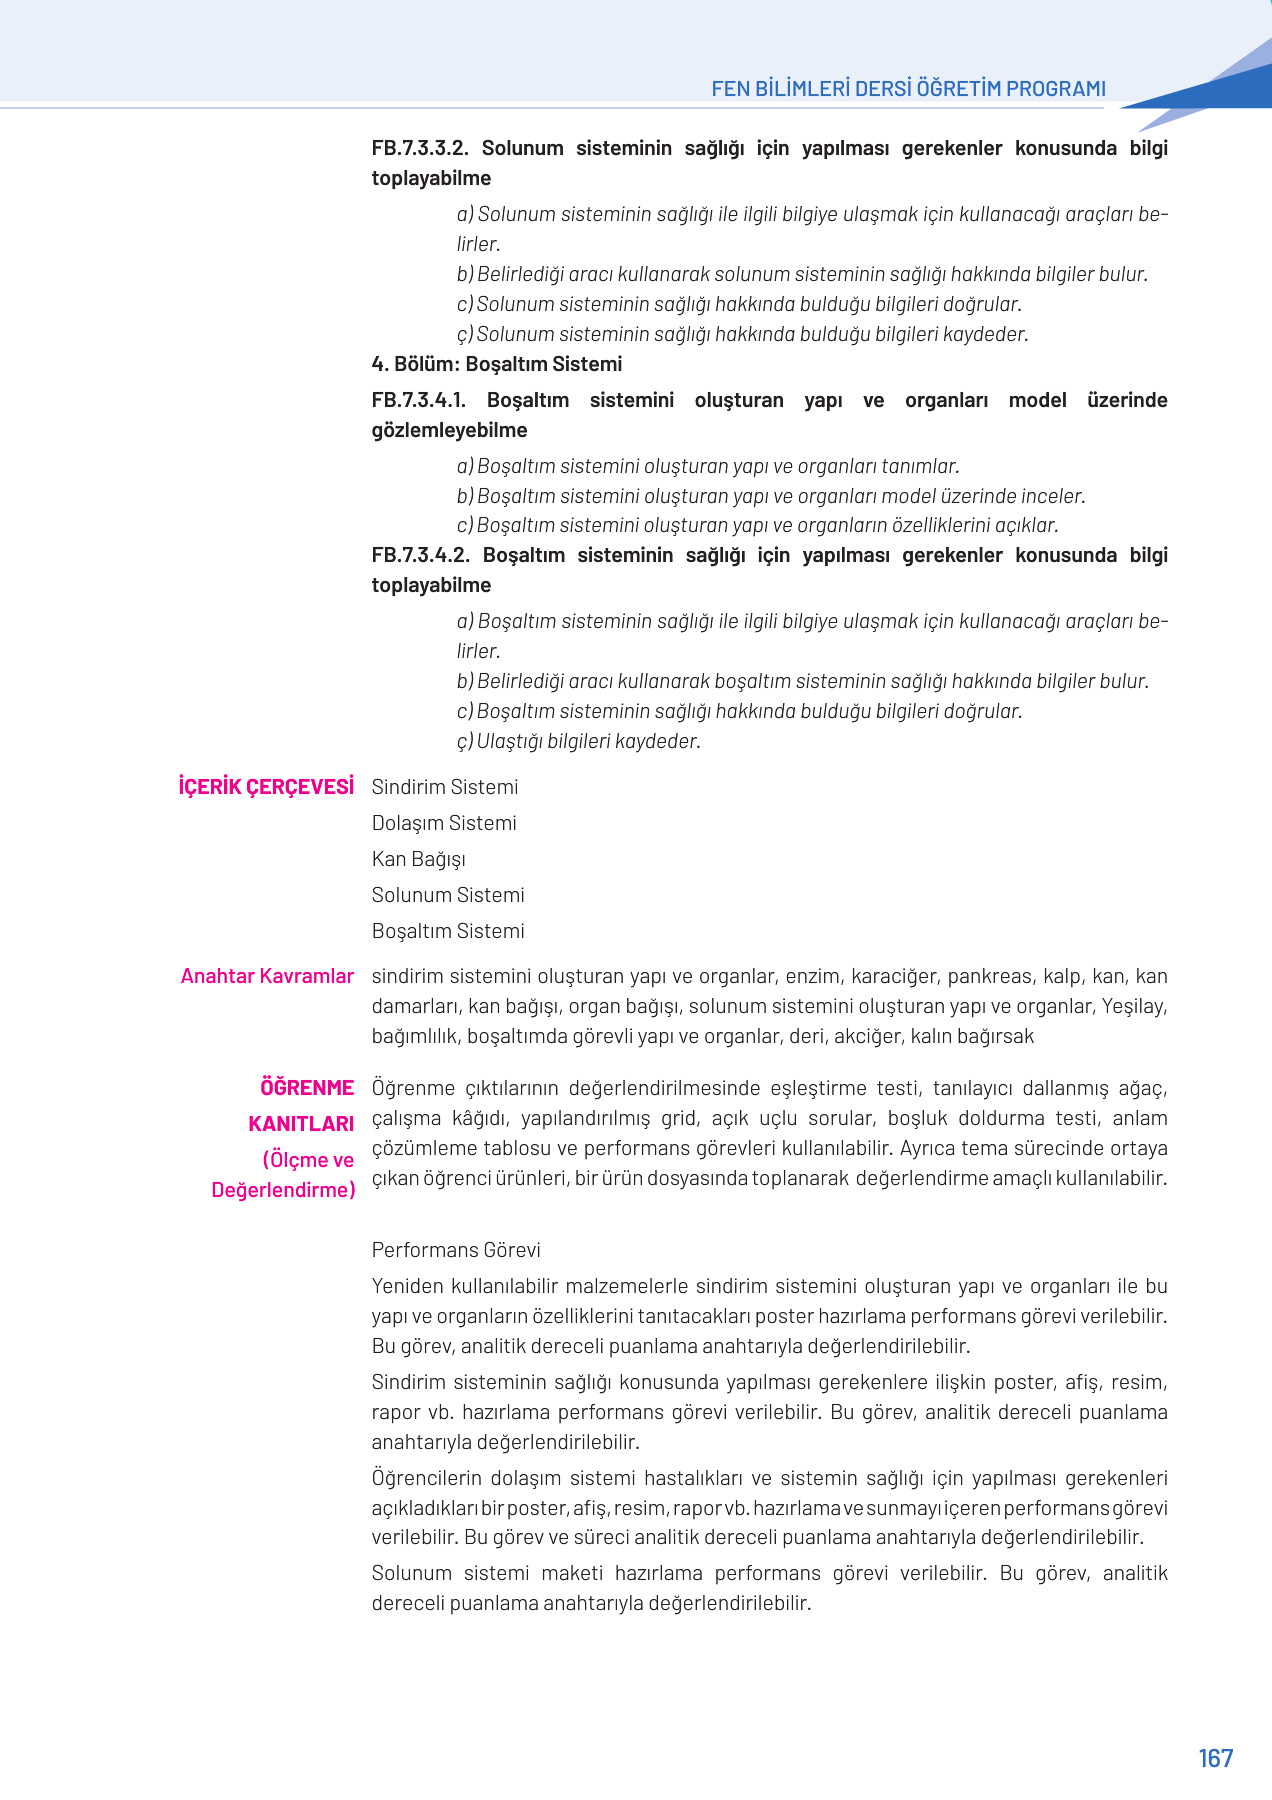 FEN BİLİMLERİ DERSİ ÖĞRETİM PROGRAMI
FB.7.3.3.2. Solunum sisteminin sağlığı için yapılması gerekenler konusunda bilgi
toplayabilme
a) Solunum sisteminin sağlığı ile ilgili bilgiye ulaşmak için kullanacağı araçları be-
lirler.
b) Belirlediği aracı kullanarak solunum sisteminin sağlığı hakkında bilgiler bulur.
c) Solunum sisteminin sağlığı hakkında bulduğu bilgileri doğrular.
ç) Solunum sisteminin sağlığı hakkında bulduğu bilgileri kaydeder.
4. Bölüm: Boşaltım Sistemi
FB.7.3.4.1. Boşaltım sistemini oluşturan yapı ve organları model üzerinde
gözlemleyebilme
a) Boşaltım sistemini oluşturan yapı ve organları tanımlar.
b) Boşaltım sistemini oluşturan yapı ve organları model üzerinde inceler.
c) Boşaltım sistemini oluşturan yapı ve organların özelliklerini açıklar.
FB.7.3.4.2. Boşaltım sisteminin sağlığı için yapılması gerekenler konusunda bilgi
toplayabilme
a) Boşaltım sisteminin sağlığı ile ilgili bilgiye ulaşmak için kullanacağı araçları be-
lirler.
b) Belirlediği aracı kullanarak boşaltım sisteminin sağlığı hakkında bilgiler bulur.
c) Boşaltım sisteminin sağlığı hakkında bulduğu bilgileri doğrular.
ç) Ulaştığı bilgileri kaydeder.
İÇERİK ÇERÇEVESİ Sindirim Sistemi
Dolaşım Sistemi
Kan Bağışı
Solunum Sistemi
Boşaltım Sistemi
Anahtar Kavramlar sindirim sistemini oluşturan yapı ve organlar, enzim, karaciğer, pankreas, kalp, kan, kan
damarları, kan bağışı, organ bağışı, solunum sistemini oluşturan yapı ve organlar, Yeşilay,
bağımlılık, boşaltımda görevli yapı ve organlar, deri, akciğer, kalın bağırsak
ÖĞRENME
KANITLARI
(Ölçme ve
Değerlendirme)
Öğrenme çıktılarının değerlendirilmesinde eşleştirme testi, tanılayıcı dallanmış ağaç,
çalışma kâğıdı, yapılandırılmış grid, açık uçlu sorular, boşluk doldurma testi, anlam
çözümleme tablosu ve performans görevleri kullanılabilir. Ayrıca tema sürecinde ortaya
çıkan öğrenci ürünleri, bir ürün dosyasında toplanarak değerlendirme amaçlı kullanılabilir.
Performans Görevi
Yeniden kullanılabilir malzemelerle sindirim sistemini oluşturan yapı ve organları ile bu
yapı ve organların özelliklerini tanıtacakları poster hazırlama performans görevi verilebilir.
Bu görev, analitik dereceli puanlama anahtarıyla değerlendirilebilir.
Sindirim sisteminin sağlığı konusunda yapılması gerekenlere ilişkin poster, afiş, resim,
rapor vb. hazırlama performans görevi verilebilir. Bu görev, analitik dereceli puanlama
anahtarıyla değerlendirilebilir.
Öğrencilerin dolaşım sistemi hastalıkları ve sistemin sağlığı için yapılması gerekenleri
açıkladıkları bir poster, afiş, resim, rapor vb. hazırlama ve sunmayı içeren performans görevi
verilebilir. Bu görev ve süreci analitik dereceli puanlama anahtarıyla değerlendirilebilir.
Solunum sistemi maketi hazırlama performans görevi verilebilir. Bu görev, analitik
dereceli puanlama anahtarıyla değerlendirilebilir.
167